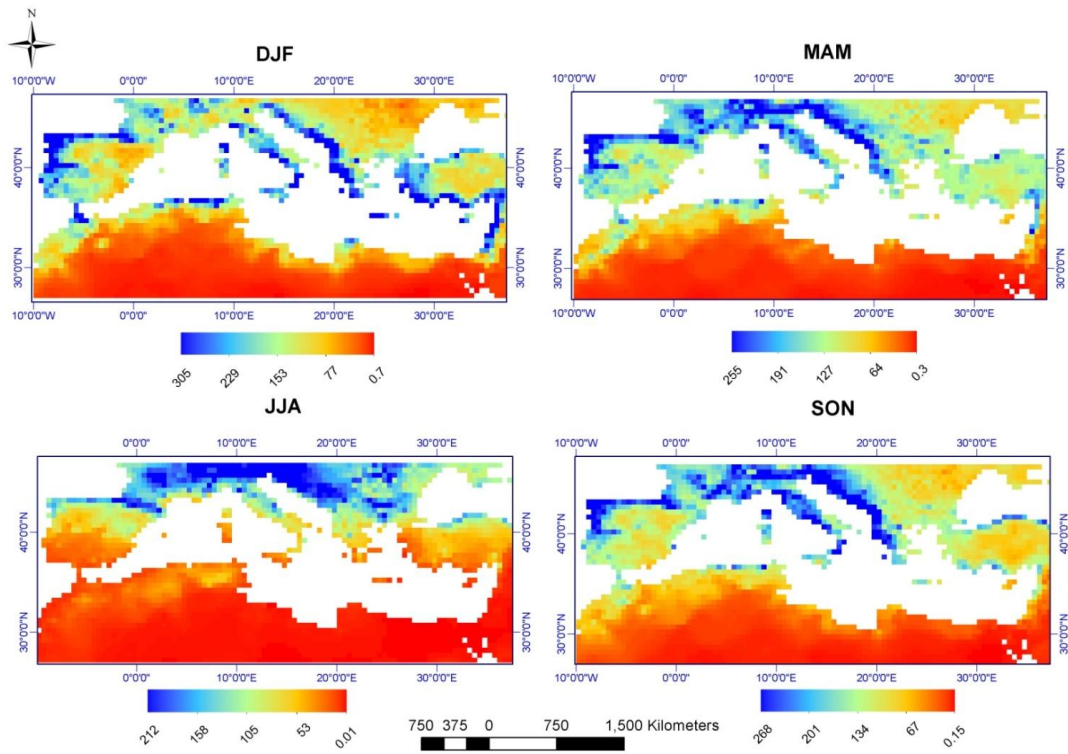 N
DJF
MAM
10°0'0"W 0°0'0" 10°0'0"E 20°0'0"E 30°0'0"E
10°0'0"W 0°0'0" 10°0'0"E 20°0'0"E 30°0'0"E
40°0'0"N 40°0'0"N 40°0'0"N 40°0'0"N
30°0'0"N 30°0'0"N 30°0'0"N 30°0'0"N
10°0'0"W 0°0'0" 10°0'0"E 20°0'0"E 30°0'0"E
10°0'0"W 0°0'0" 10°0'0"E 20°0'0"E 30°0'0"E
305 229 153 77 0.7
255 191 127 64 0.3
JJA
SON
0°0'0" 10°0'0"E 20°0'0"E 30°0'0"E
10°0'0"W 0°0'0" 10°0'0"E 20°0'0"E 30°0'0"E
40°0'0"N 40°0'0"N 40°0'0"N 40°0'0"N
30°0'0"N 30°0'0"N 30°0'0"N 30°0'0"N
0°0'0" 10°0'0"E 20°0'0"E 30°0'0"E
10°0'0"W 0°0'0" 10°0'0"E 20°0'0"E 30°0'0"E
212 158 105 53 0.01
750 375 0 750 1,500 Kilometers
268 201 134 67 0.15